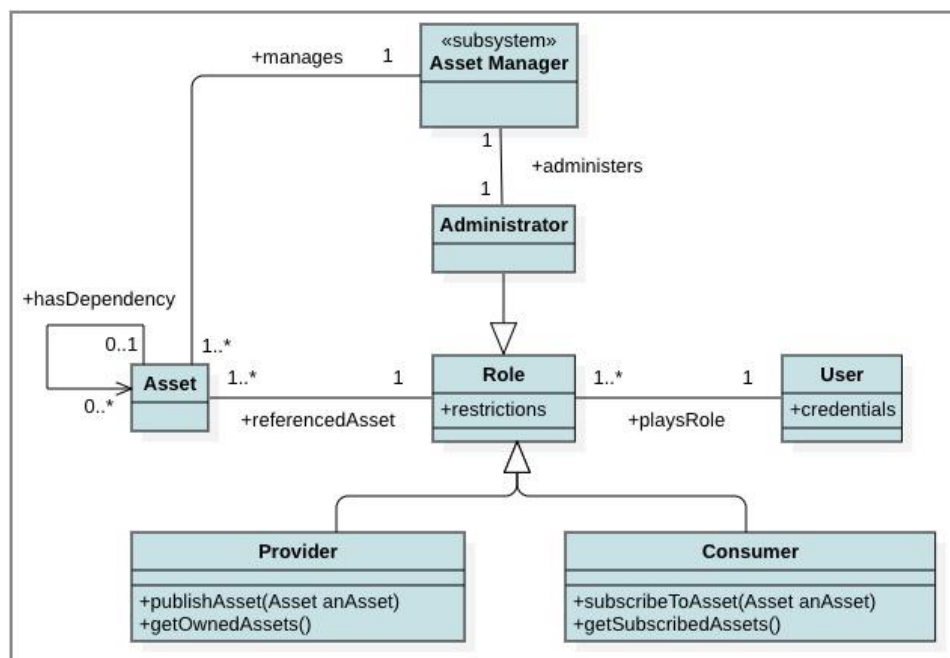 «subsystem»
Asset Manager
+manages
1
1
+administers
1
Administrator
+hasDependency
0..1
0..*
1..*
Asset
1..*
1
+referencedAsset
Role
+restrictions
1..*
1
+playsRole
User
+credentials
Provider
+publishAsset(Asset anAsset)
+getOwnedAssets()
Consumer
+subscribeToAsset(Asset anAsset)
+getSubscribedAssets()